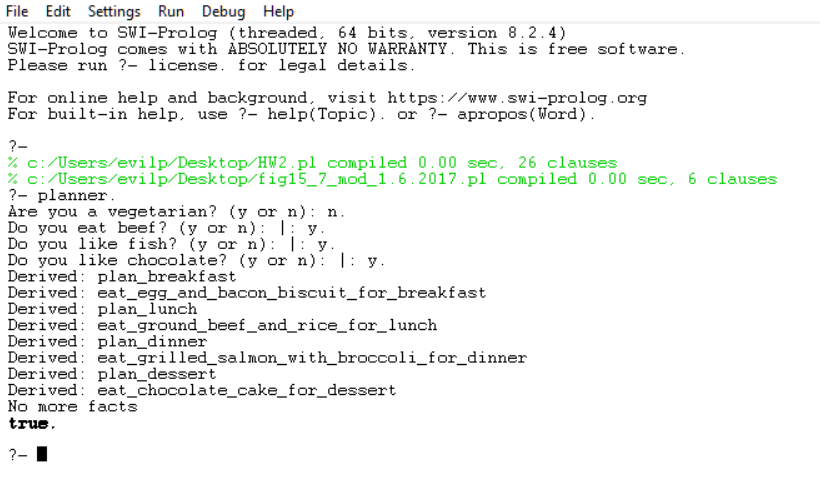 File Edit Settings Run Debug Help
Welcome to SWI-Prolog (threaded, 64 bits, version 8.2.4)
SWI-Prolog comes with ABSOLUTELY NO WARRANTY. This is free software.
Please run ?- license. for legal details.
For online help and background, visit https://www.swi-prolog.org
For built-in help, use ?- help(Topic). or ?- apropos(Word).
?-
% c:/Users/evilp/Desktop/HW2.pl compiled 0.00 sec, 26 clauses
% c:/Users/evilp/Desktop/fig15_7_mod_1.6.2017.pl compiled 0.00 sec, 6 clauses
?- planner.
Are you a vegetarian? (y or n): n.
Do you eat beef? (y or n): |: y.
Do you like fish? (y or n): |: y.
Do you like chocolate? (y or n): |: y.
Derived: plan_breakfast
Derived: eat_egg_and_bacon_biscuit_for_breakfast
Derived: plan_lunch
Derived: eat_ground_beef_and_rice_for_lunch
Derived: plan_dinner
Derived: eat_grilled_salmon_with_broccoli_for_dinner
Derived: plan_dessert
Derived: eat_chocolate_cake_for_dessert
No more facts
true.
?-